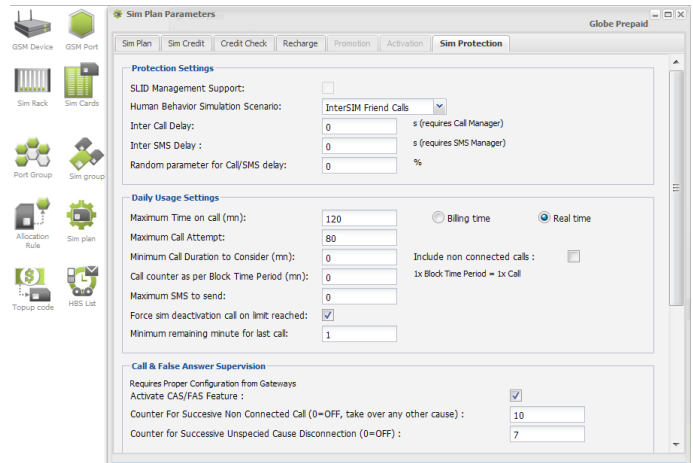 Sim Plan Parameters
Globe Prepaid
GSM Device
GSM Port
Sim Rack
Sim Cards
Port Group
Sim group
Allocation
Rule
Sim plan
Topup code
HBS List
Sim Plan
Sim Credit
Credit Check
Recharge
Promotion
Activation
Sim Protection
Protection Settings
SLID Management Support:
Human Behavior Simulation Scenario: InterSIM Friend Calls
Inter Call Delay: 0 s (requires Call Manager)
Inter SMS Delay : 0 s (requires SMS Manager)
Random parameter for Call/SMS delay: 0 %
Daily Usage Settings
Maximum Time on call (mn): 120 Billing time Real time
Maximum Call Attempt: 80
Minimum Call Duration to Consider (mn): 0 Include non connected calls :
Call counter as per Block Time Period (mn): 0 1x Block Time Period = 1x Call
Maximum SMS to send: 0
Force sim deactivation call on limit reached:
Minimum remaining minute for last call: 1
Call & False Answer Supervision
Requires Proper Configuration from Gateways
Activate CAS/FAS Feature :
Counter For Succesive Non Connected Call (0=OFF, take over any other cause) : 10
Counter for Successive Unspecied Cause Disconnection (0=OFF) : 7